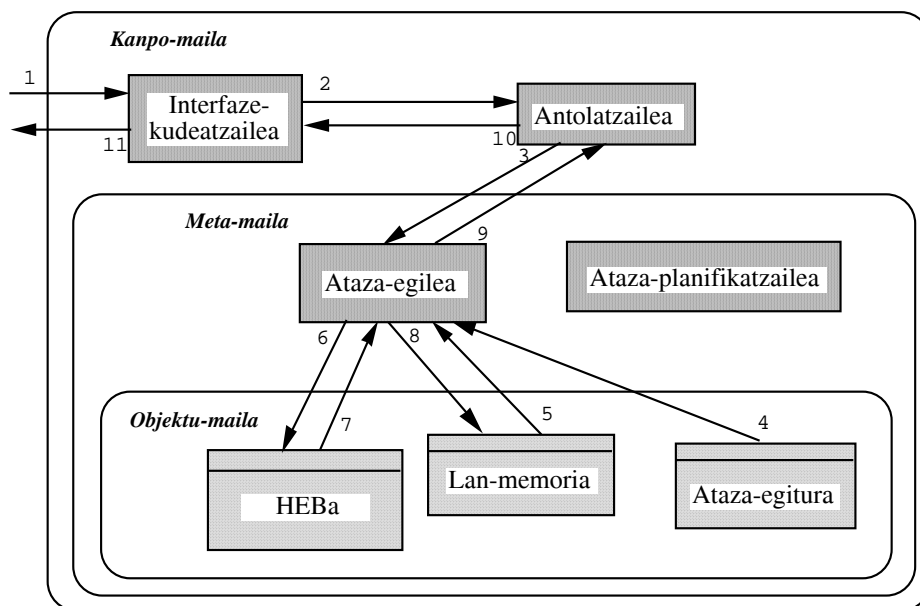 Kanpo-maila
1
2
Interfaze-
kudeatzailea
Antolatzailea
11
10
3
Meta-maila
9
Ataza-egilea
Ataza-planifikatzailea
6
8
Objektu-maila
7
5
4
Lan-memoria
HEBa
Ataza-egitura